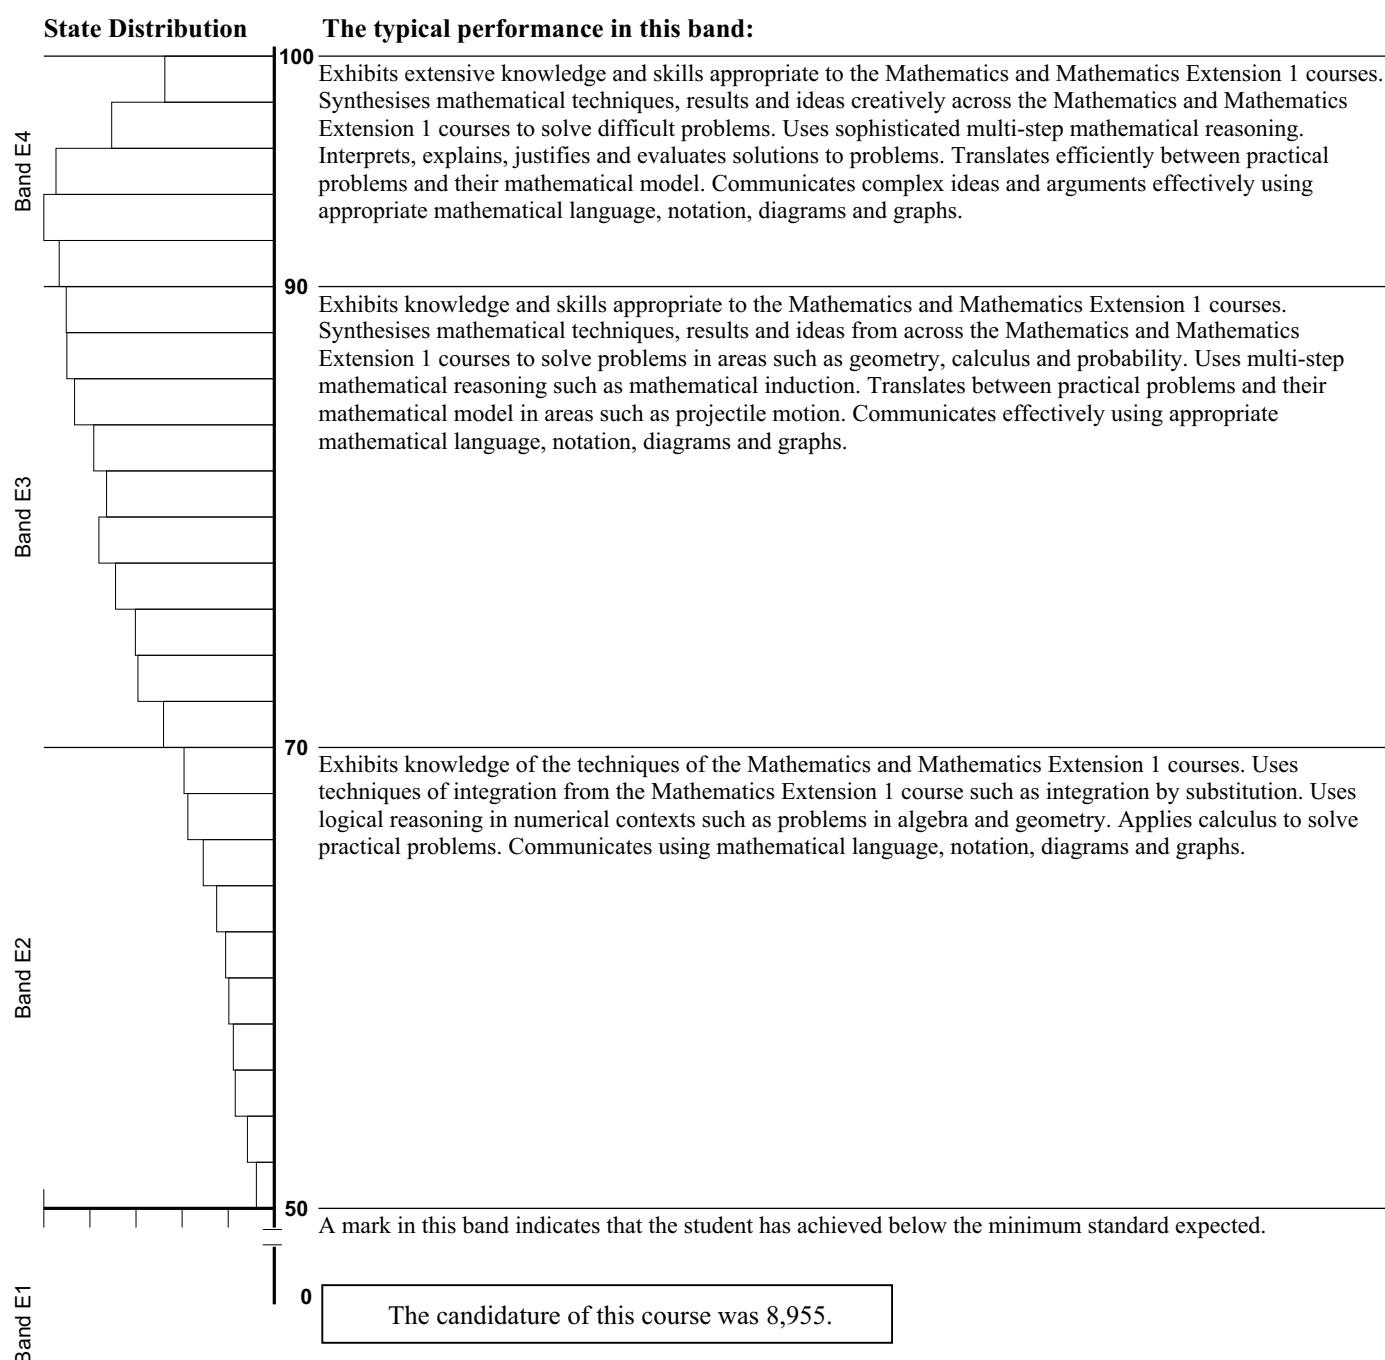 State Distribution
The typical performance in this band:
100
Band E4
Exhibits extensive knowledge and skills appropriate to the Mathematics and Mathematics Extension 1 courses.
Synthesises mathematical techniques, results and ideas creatively across the Mathematics and Mathematics
Extension 1 courses to solve difficult problems. Uses sophisticated multi-step mathematical reasoning.
Interprets, explains, justifies and evaluates solutions to problems. Translates efficiently between practical
problems and their mathematical model. Communicates complex ideas and arguments effectively using
appropriate mathematical language, notation, diagrams and graphs.
90
Band E3
Exhibits knowledge and skills appropriate to the Mathematics and Mathematics Extension 1 courses.
Synthesises mathematical techniques, results and ideas from across the Mathematics and Mathematics
Extension 1 courses to solve problems in areas such as geometry, calculus and probability. Uses multi-step
mathematical reasoning such as mathematical induction. Translates between practical problems and their
mathematical model in areas such as projectile motion. Communicates effectively using appropriate
mathematical language, notation, diagrams and graphs.
70
Band E2
Exhibits knowledge of the techniques of the Mathematics and Mathematics Extension 1 courses. Uses
techniques of integration from the Mathematics Extension 1 course such as integration by substitution. Uses
logical reasoning in numerical contexts such as problems in algebra and geometry. Applies calculus to solve
practical problems. Communicates using mathematical language, notation, diagrams and graphs.
50
A mark in this band indicates that the student has achieved below the minimum standard expected.
Band E1
0
The candidature of this course was 8,955.